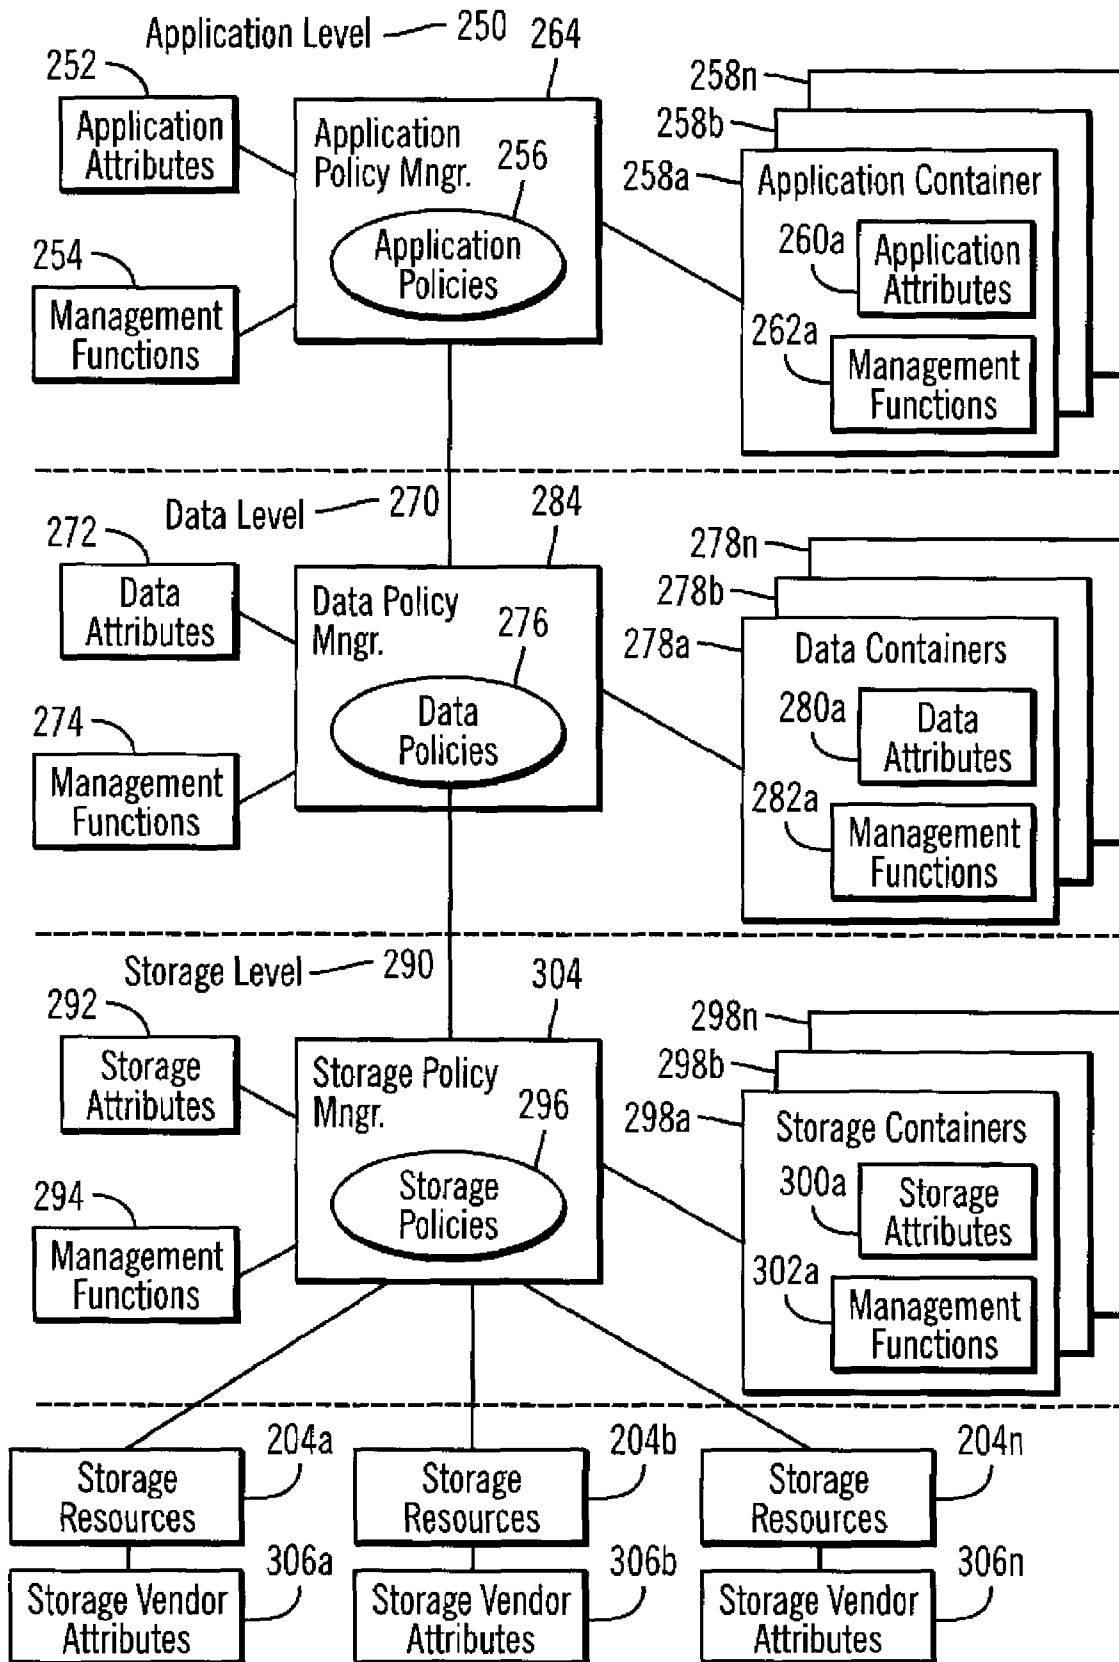 Application Level 250
252
264
Application
Attributes
Application
Policy Mngr.
256
Application
Policies
254
Management
Functions
258n
258b
258a
Application Container
260a
Application
Attributes
262a
Management
Functions
Data Level 270
272
284
Data
Attributes
Data Policy
Mngr.
276
Data
Policies
274
Management
Functions
278n
278b
278a
Data Containers
280a
Data
Attributes
282a
Management
Functions
Storage Level 290
292
304
Storage
Attributes
Storage Policy
Mngr.
296
Storage
Policies
294
Management
Functions
298n
298b
298a
Storage Containers
300a
Storage
Attributes
302a
Management
Functions
204a
Storage
Resources
204b
Storage
Resources
204n
Storage
Resources
306a
Storage Vendor
Attributes
306b
Storage Vendor
Attributes
306n
Storage Vendor
Attributes